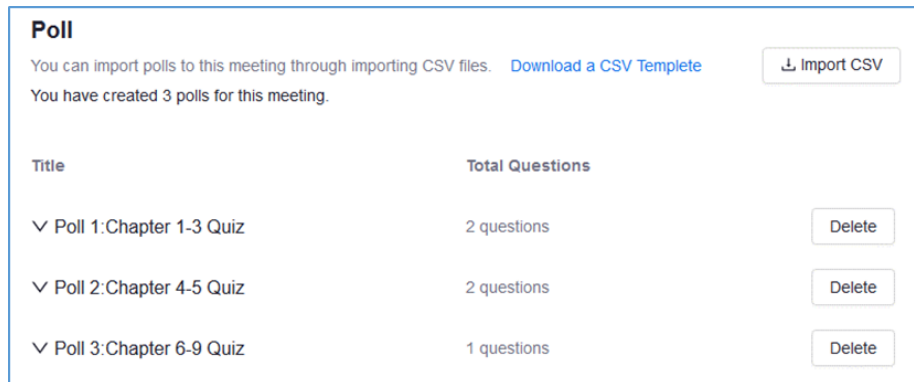 Poll
You can import polls to this meeting through importing CSV files. Download a CSV Templete
Import CSV
You have created 3 polls for this meeting.
Title Total Questions
Poll 1:Chapter 1-3 Quiz 2 questions Delete
Poll 2:Chapter 4-5 Quiz 2 questions Delete
Poll 3:Chapter 6-9 Quiz 1 questions Delete